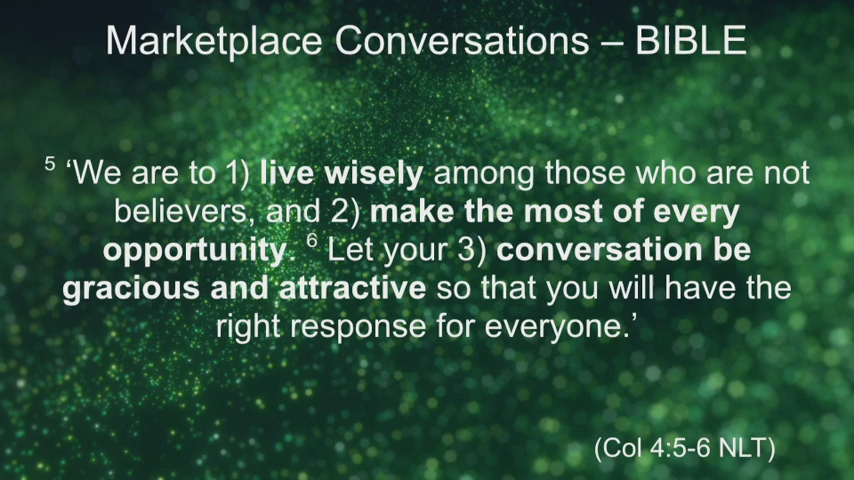 Marketplace Conversations – BIBLE
5 ‘We are to 1) live wisely among those who are not
believers, and 2) make the most of every
opportunity. 6 Let your 3) conversation be
gracious and attractive so that you will have the
right response for everyone.’
(Col 4:5-6 NLT)